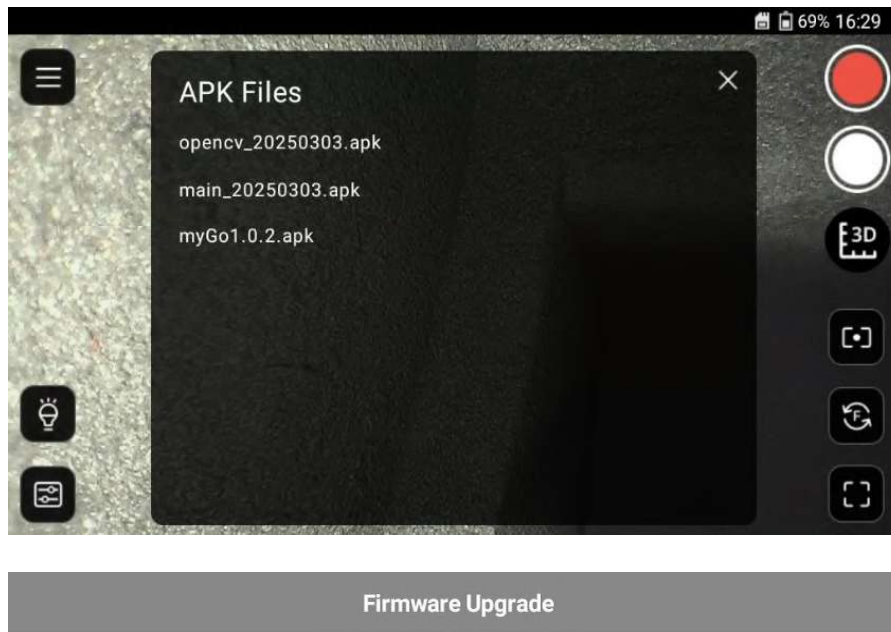 69% 16:29
APK Files
opencv_20250303.apk
main_20250303.apk
myGo1.0.2.apk
3D
F
Firmware Upgrade